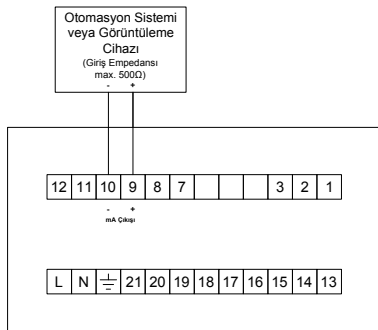 Otomasyon Sistemi
veya Görüntüleme
Cihazı
(Giriş Empedansı
max. 500Ω)
- +
12 11 10 9 8 7 3 2 1
- +
mA Çıkışı
L N 21 20 19 18 17 16 15 14 13